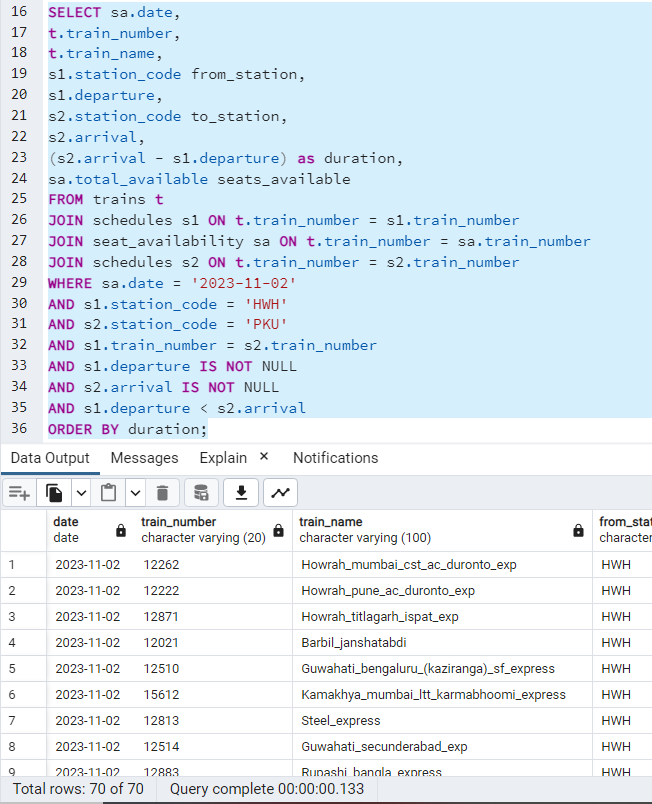 16 SELECT sa.date,
17 t.train_number,
18 t.train_name,
19 s1.station_code from_station,
20 s1.departure,
21 s2.station_code to_station,
22 s2.arrival,
23 (s2.arrival - s1.departure) as duration,
24 sa.total_available seats_available
25 FROM trains t
26 JOIN schedules s1 ON t.train_number = s1.train_number
27 JOIN seat_availability sa ON t.train_number = sa.train_number
28 JOIN schedules s2 ON t.train_number = s2.train_number
29 WHERE sa.date = '2023-11-02'
30 AND s1.station_code = 'HWH'
31 AND s2.station_code = 'PKU'
32 AND s1.train_number = s2.train_number
33 AND s1.departure IS NOT NULL
34 AND s2.arrival IS NOT NULL
35 AND s1.departure < s2.arrival
36 ORDER BY duration;
Data Output Messages Explain × Notifications
date train_number train_name from_stat
date character varying (20) character varying (100) character
1 2023-11-02 12262 Howrah_mumbai_cst_ac_duronto_exp HWH
2 2023-11-02 12222 Howrah_pune_ac_duronto_exp HWH
3 2023-11-02 12871 Howrah_titlagarh_ispat_exp HWH
4 2023-11-02 12021 Barbil_janshatabdi HWH
5 2023-11-02 12510 Guwahati_bengaluru_(kaziranga)_sf_express HWH
6 2023-11-02 15612 Kamakhya_mumbai_ltt_karmabhoomi_express HWH
7 2023-11-02 12813 Steel_express HWH
8 2023-11-02 12514 Guwahati_secunderabad_exp HWH
9 2023-11-02 12883 Rupashi_bangla_express HWH
Total rows: 70 of 70 Query complete 00:00:00.133